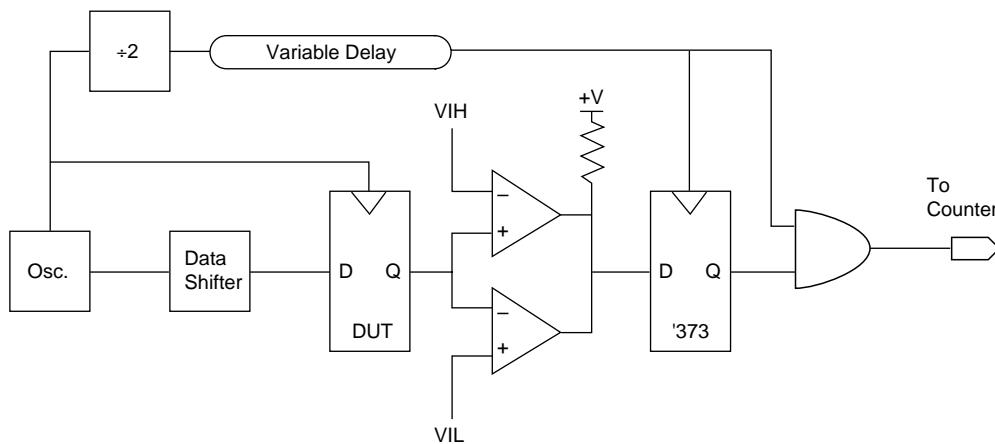 ÷2
Variable Delay
+V
VIH
To
Counter
Osc.
Data
Shifter
D
Q
DUT
−
+
−
+
D
Q
'373
VIL